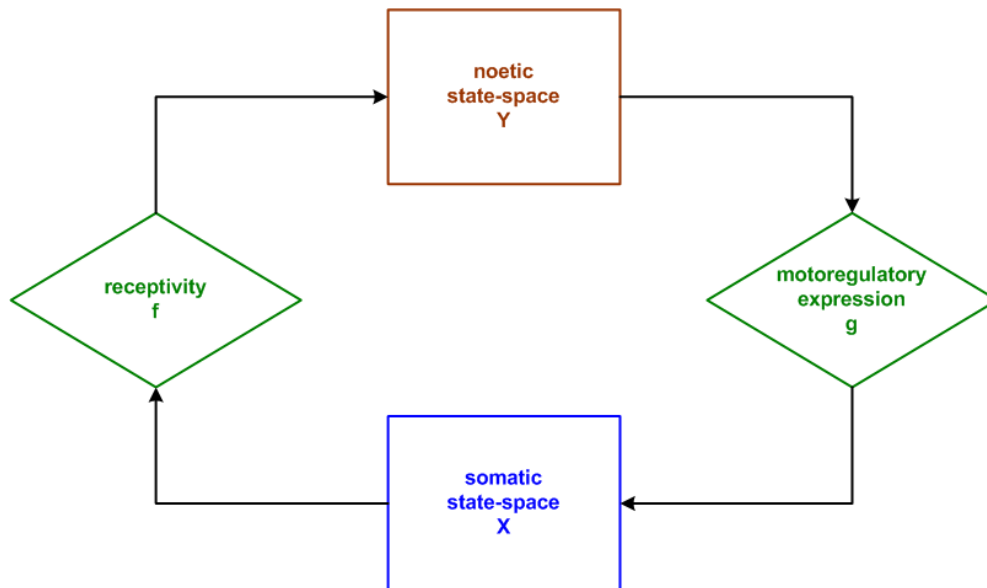 noetic
state-space
Y
receptivity
f
motoregulatory
expression
g
somatic
state-space
X